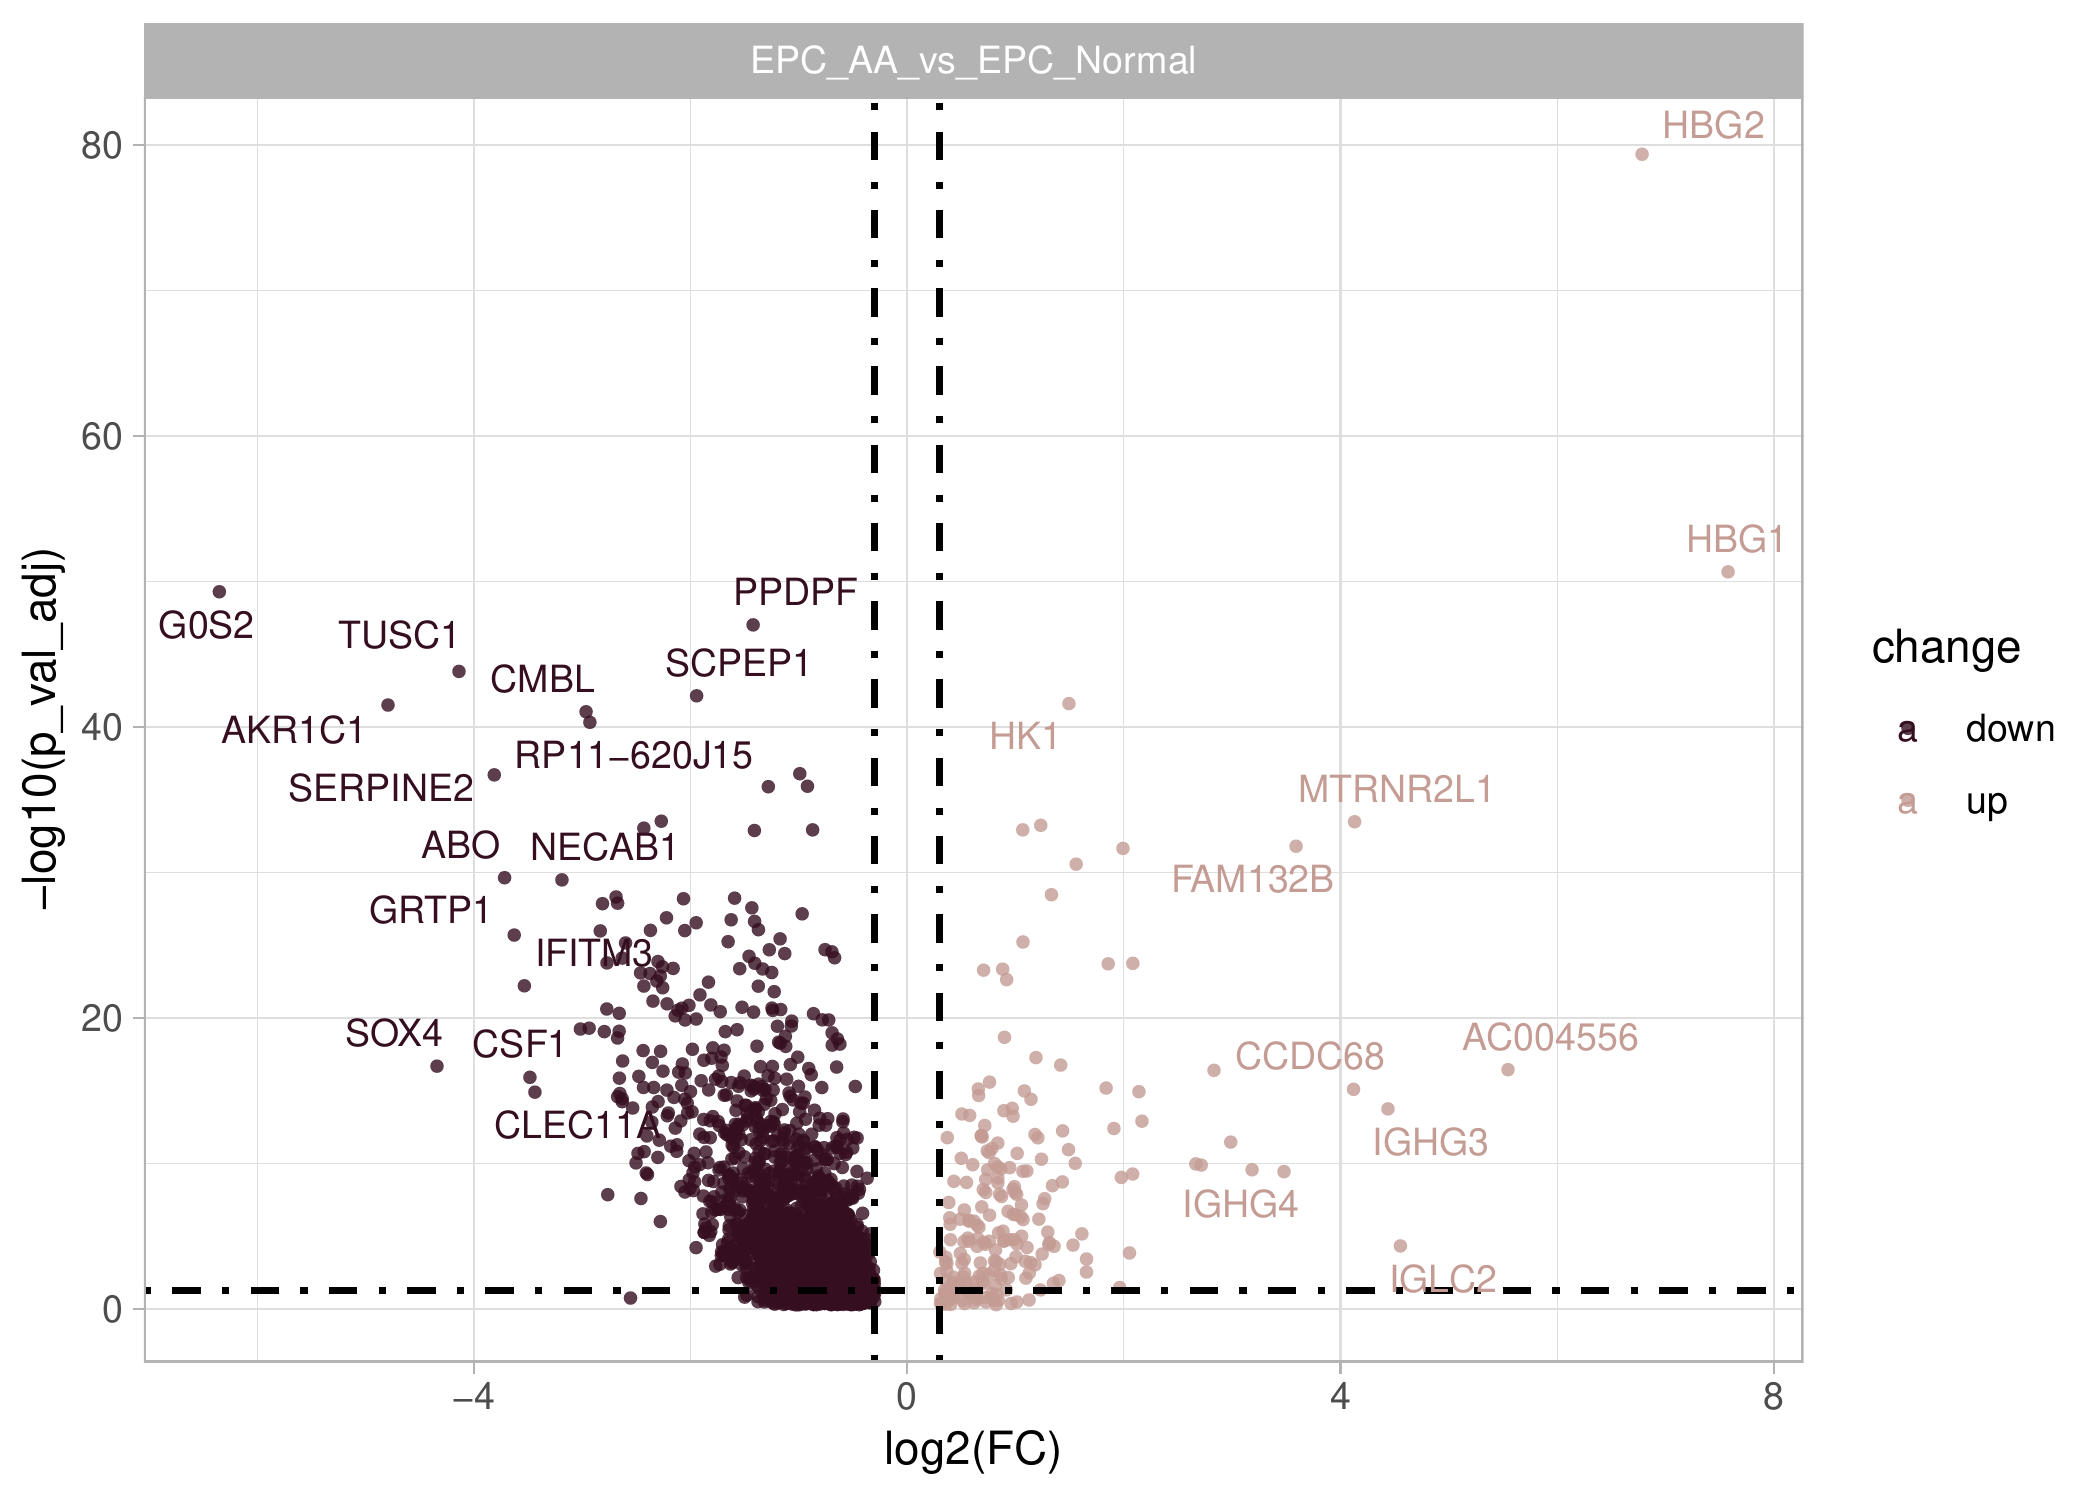 EPC_AA_vs_EPC_Normal
HBG2
80
60
HBG1
PPDPF
G0S2
TUSC1
SCPEP1
CMBL
change
AKR1C1
HK1
40
a down
RP11−620J15
SERPINE2
MTRNR2L1
a up
ABO
NECAB1
FAM132B
GRTP1
IFITM3
20
SOX4
CSF1
AC004556
CCDC68
CLEC11A
IGHG3
IGHG4
IGLC2
0
−4
0
4
8
log2(FC)
−log10(p_val_adj)